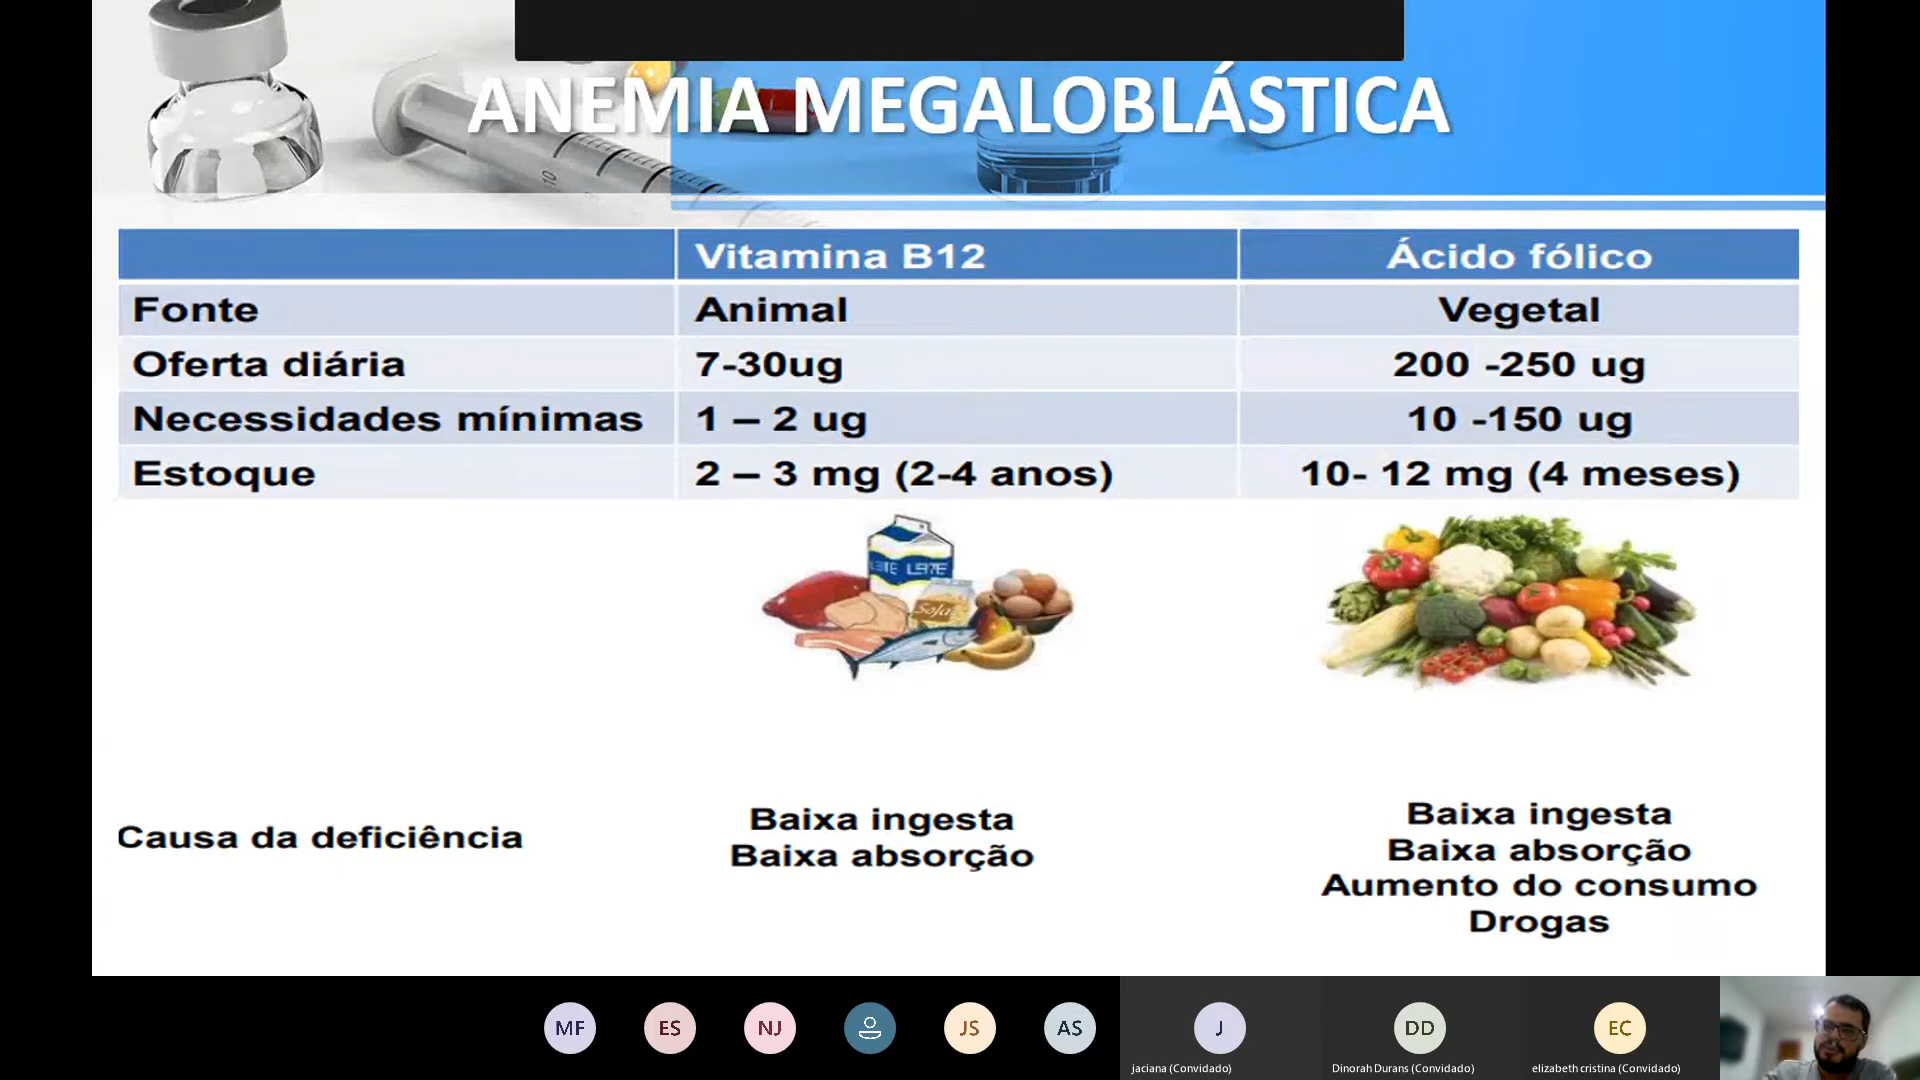 ANEMIA MEGALOBLÁSTICA
10
Vitamina B12 Ácido fólico
Fonte Animal Vegetal
Oferta diária 7-30ug 200 -250 ug
Necessidades mínimas 1 – 2 ug 10 -150 ug
Estoque 2 – 3 mg (2-4 anos) 10- 12 mg (4 meses)
LEITE
Soja
Causa da deficiência
Baixa ingesta
Baixa absorção
Baixa ingesta
Baixa absorção
Aumento do consumo
Drogas
MF ES NJ JS AS J DD EC
jaciana (Convidado) Dinorah Durans (Convidado) elizabeth cristina (Convidado)